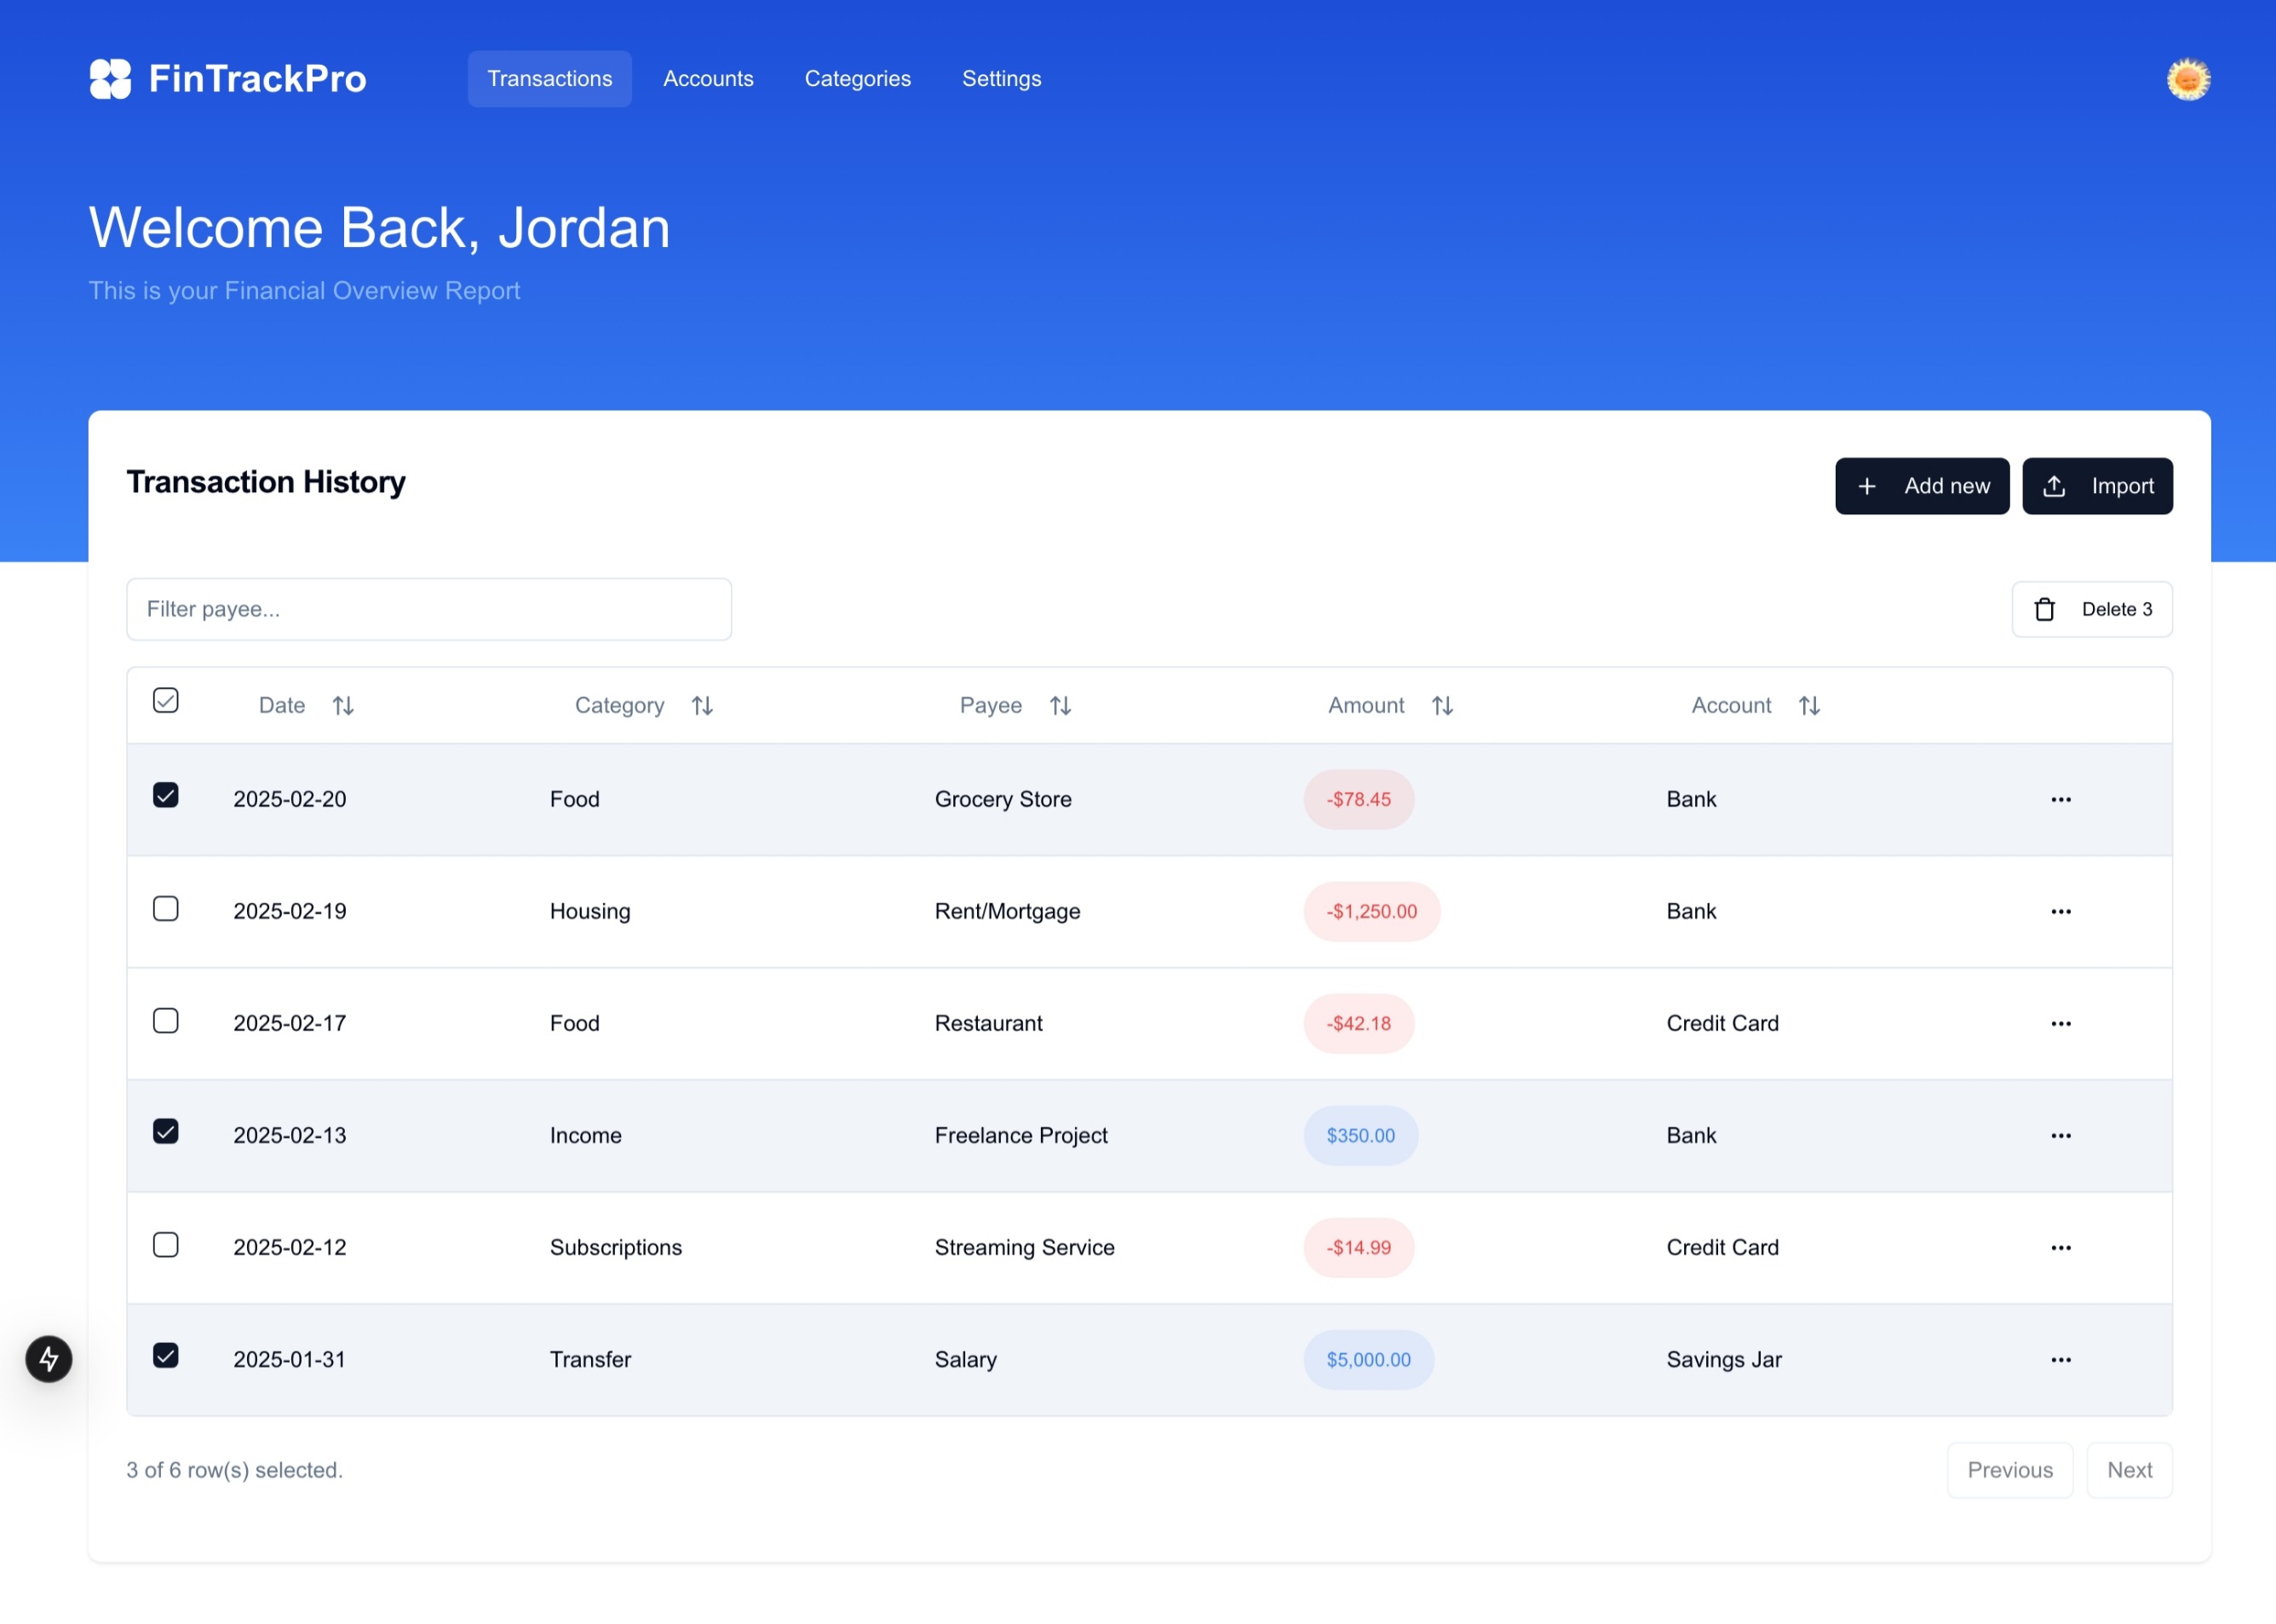 FinTrackPro Transactions Accounts Categories Settings
Welcome Back, Jordan
This is your Financial Overview Report
Transaction History Add new Import
Filter payee... Delete 3
Date Category Payee Amount Account
2025-02-20 Food Grocery Store -$78.45 Bank
2025-02-19 Housing Rent/Mortgage -$1,250.00 Bank
2025-02-17 Food Restaurant -$42.18 Credit Card
2025-02-13 Income Freelance Project $350.00 Bank
2025-02-12 Subscriptions Streaming Service -$14.99 Credit Card
2025-01-31 Transfer Salary $5,000.00 Savings Jar
3 of 6 row(s) selected. Previous Next